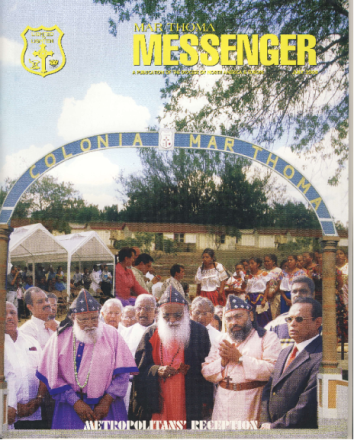 MAR THOMA
MESSENGER
COLONIA MAR THOMA
METROPOLITANS' RECEPTION